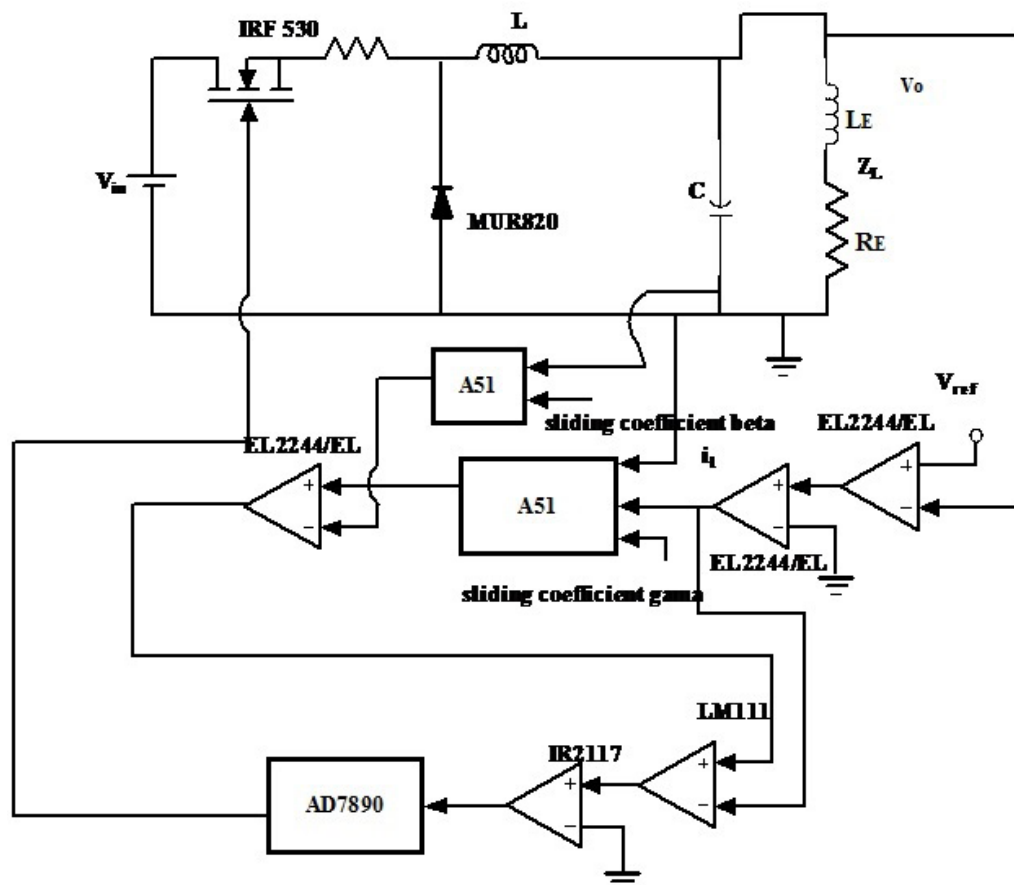 IRF 530
L
Vo
LE
ZL
RE
Vin
C
MUR820
A51
Vref
sliding coefficient beta
EL2244/EL
EL2244/EL
iL
+
−
A51
+
−
+
−
EL2244/EL
sliding coefficient gama
LM111
IR2117
+
−
+
−
AD7890